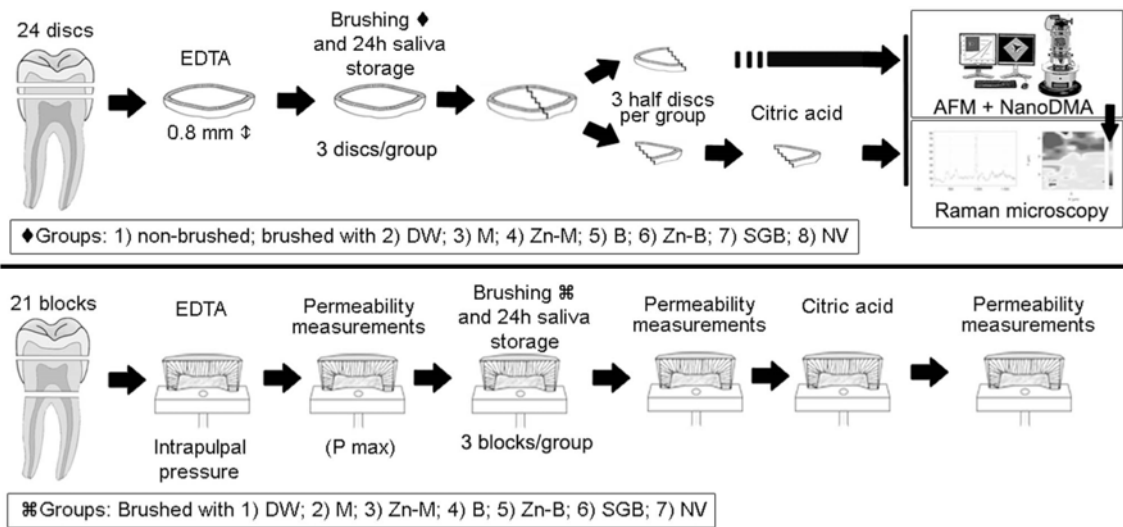 24 discs
EDTA
0.8 mm ⇕
Brushing ♦
and 24h saliva
storage
3 discs/group
3 half discs
per group
Citric acid
AFM + NanoDMA
Raman microscopy
♦Groups: 1) non-brushed; brushed with 2) DW; 3) M; 4) Zn-M; 5) B; 6) Zn-B; 7) SGB; 8) NV
21 blocks
EDTA
Intrapulpal
pressure
Permeability
measurements
(P max)
Brushing ⌘
and 24h saliva
storage
3 blocks/group
Permeability
measurements
Citric acid
Permeability
measurements
⌘Groups: Brushed with 1) DW; 2) M; 3) Zn-M; 4) B; 5) Zn-B; 6) SGB; 7) NV